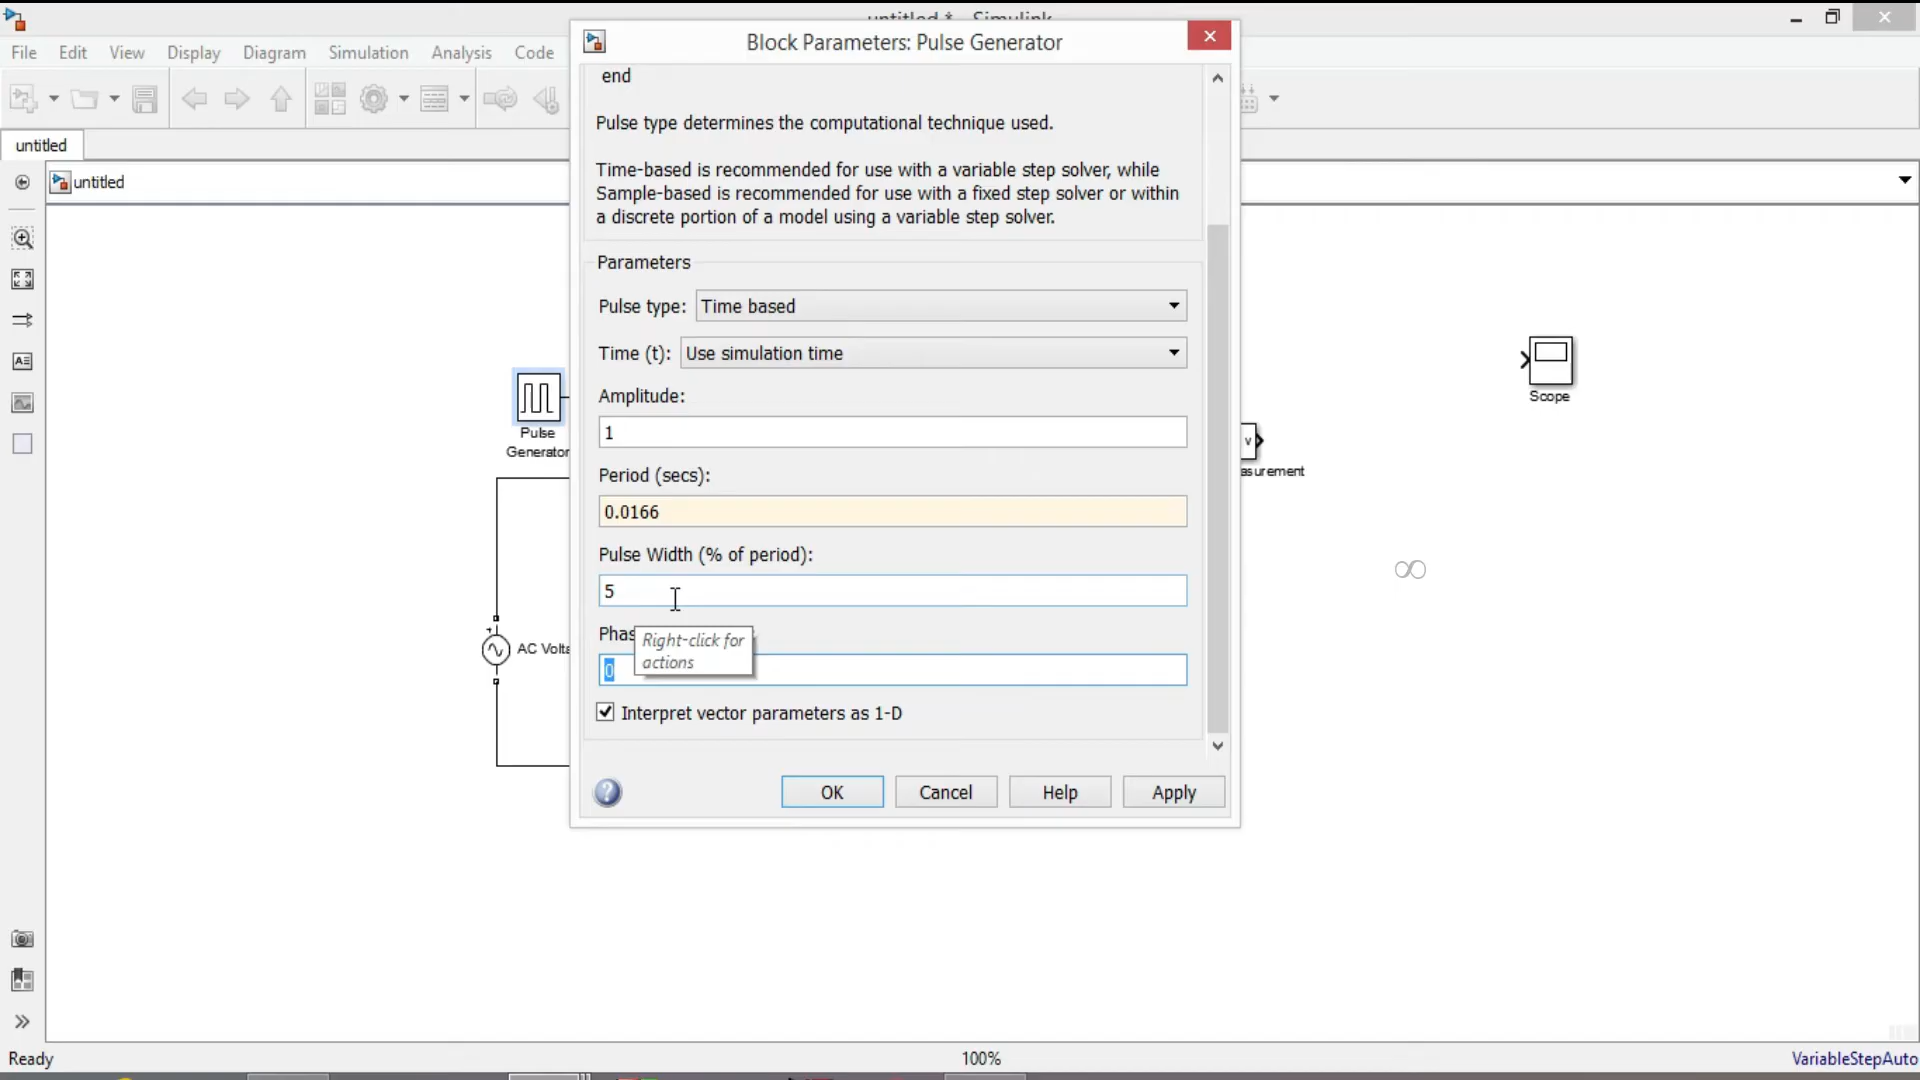 untitled * - Simulink
Block Parameters: Pulse Generator
File Edit View Display Diagram Simulation Analysis Code
untitled
untitled
end
Pulse type determines the computational technique used.
Time-based is recommended for use with a variable step solver, while
Sample-based is recommended for use with a fixed step solver or within
a discrete portion of a model using a variable step solver.
Parameters
Pulse type: Time based
Time (t): Use simulation time
Amplitude:
1
Period (secs):
0.0166
Pulse Width (% of period):
5
Phas
Right-click for
actions
0
Interpret vector parameters as 1-D
OK Cancel Help Apply
Pulse
Generator
AC Volta
v
asurement
Scope
Ready 100% VariableStepAuto